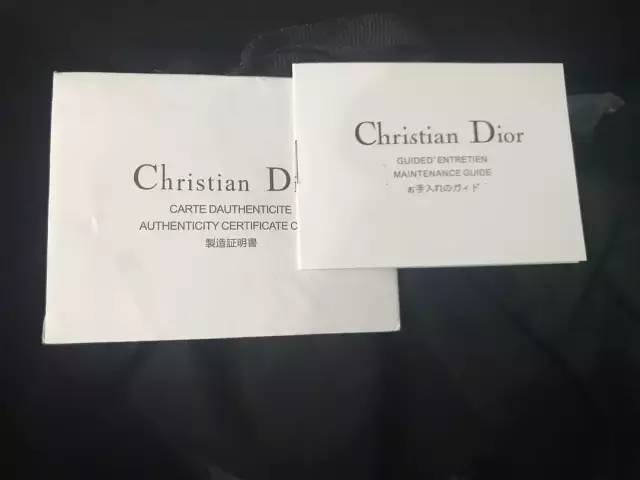 Christian Di
CARTE DAUTHENTICITE
AUTHENTICITY CERTIFICATE C
製造証明書
Christian Dior
GUIDED' ENTRETIEN
MAINTENANCE GUIDE
お手入れのガイド